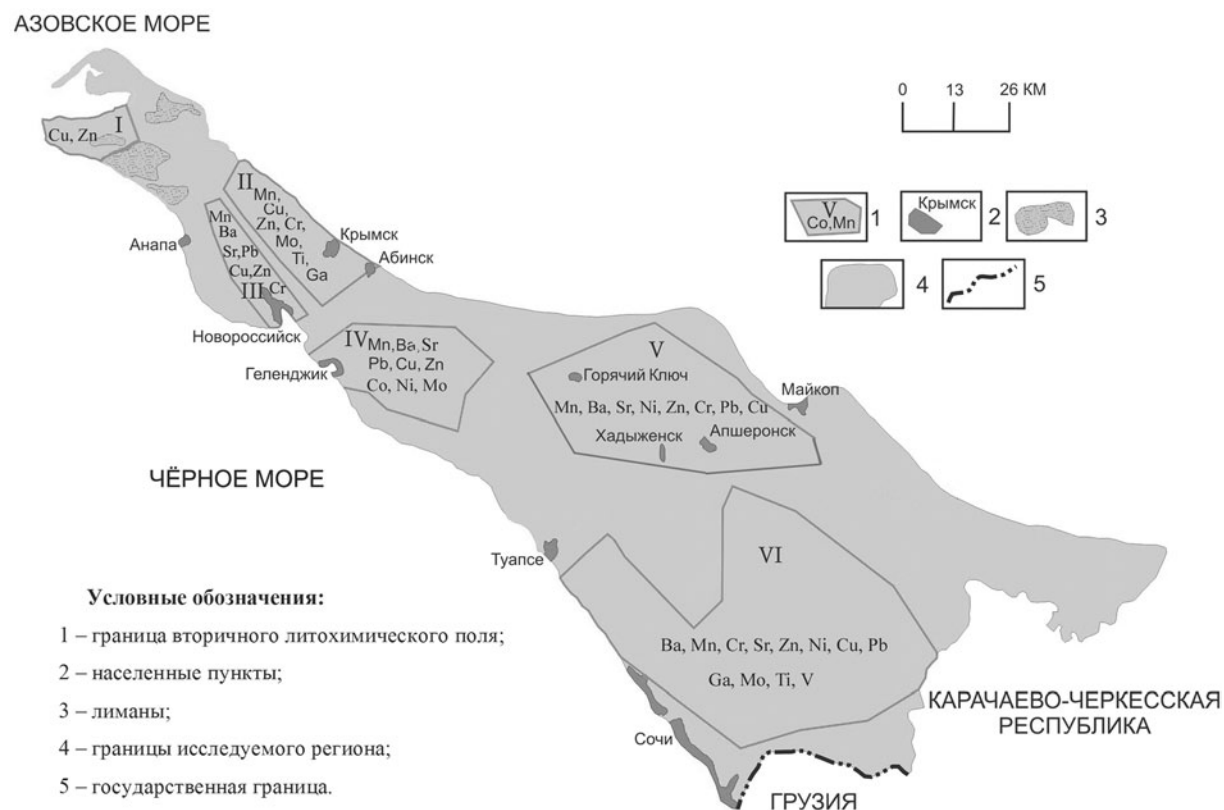 АЗОВСКОЕ МОРЕ
0 13 26 КМ
I
Cu, Zn
V
Co,Mn
1
Крымск
2
3
4
5
II
Mn,
Cu,
Zn, Cr,
Mo,
Ti,
Ga
Mn
Ba
Sr,Pb
Cu,Zn
III Cr
Анапа
Крымск
Абинск
Новороссийск
IV Mn,Ba,Sr
Pb, Cu, Zn
Co, Ni, Mo
Геленджик
V
Горячий Ключ
Mn, Ba, Sr, Ni, Zn, Cr, Pb, Cu
Хадыженск
Апшеронск
Майкоп
ЧЁРНОЕ МОРЕ
Туапсе
VI
Ba, Mn, Cr, Sr, Zn, Ni, Cu, Pb
Ga, Mo, Ti, V
Сочи
КАРАЧАЕВО-ЧЕРКЕССКАЯ
РЕСПУБЛИКА
ГРУЗИЯ
Условные обозначения:
1 – граница вторичного литохимического поля;
2 – населенные пункты;
3 – лиманы;
4 – границы исследуемого региона;
5 – государственная граница.